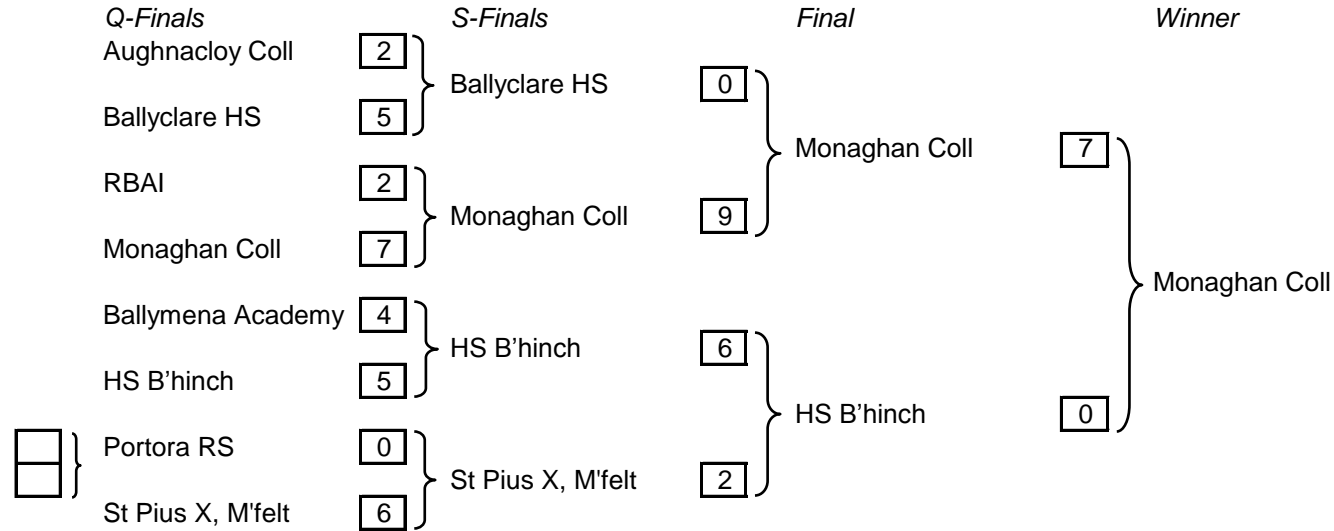 Q-Finals S-Finals Final Winner
Aughnacloy Coll 2
Ballyclare HS 0
Ballyclare HS 5
Monaghan Coll 7
RBAI 2
Monaghan Coll 9
Monaghan Coll 7
Monaghan Coll
Ballymena Academy 4
HS B'hinch 6
HS B'hinch 5
HS B'hinch 0
Portora RS 0
St Pius X, M'felt 2
St Pius X, M'felt 6